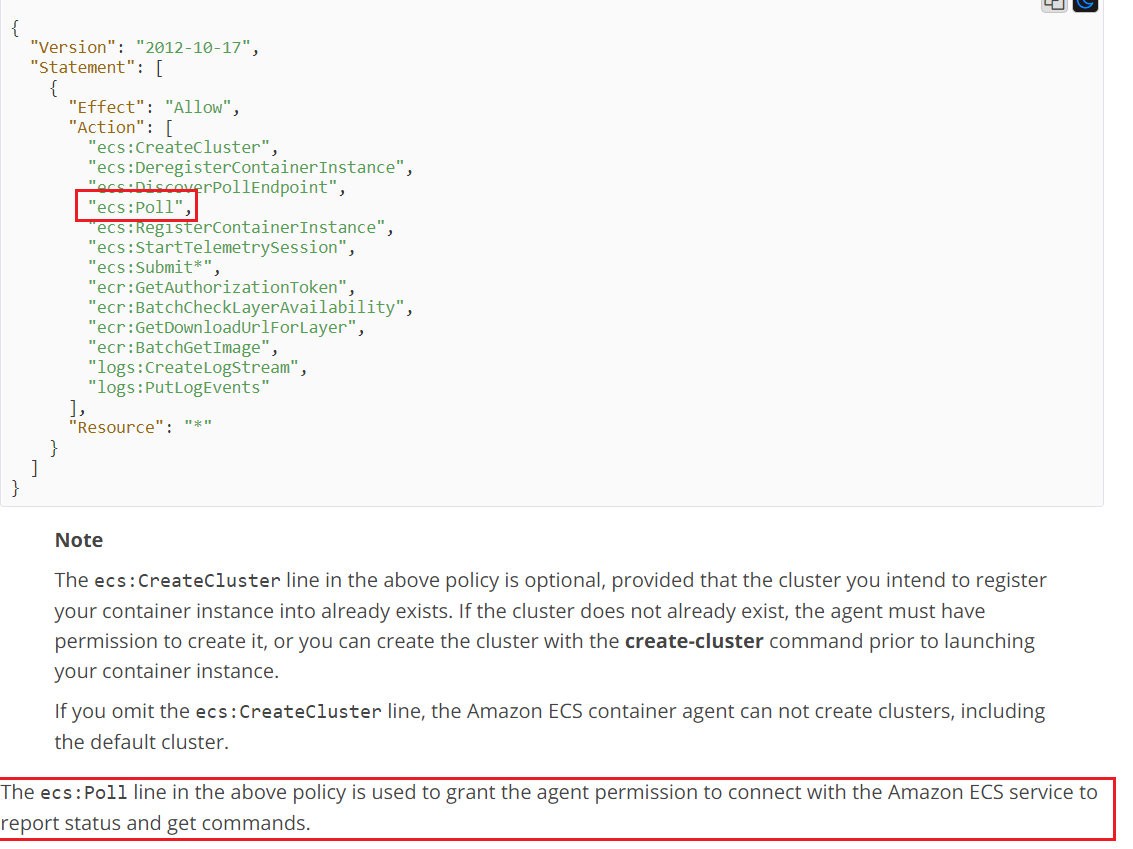 {
  "Version": "2012-10-17",
  "Statement": [
    {
      "Effect": "Allow",
      "Action": [
        "ecs:CreateCluster",
        "ecs:DeregisterContainerInstance",
        "ecs:DiscoverPollEndpoint",
        "ecs:Poll",
        "ecs:RegisterContainerInstance",
        "ecs:StartTelemetrySession",
        "ecs:Submit*",
        "ecr:GetAuthorizationToken",
        "ecr:BatchCheckLayerAvailability",
        "ecr:GetDownloadUrlForLayer",
        "ecr:BatchGetImage",
        "logs:CreateLogStream",
        "logs:PutLogEvents"
      ],
      "Resource": "*"
    }
  ]
}
Note
The ecs:CreateCluster line in the above policy is optional, provided that the cluster you intend to register
your container instance into already exists. If the cluster does not already exist, the agent must have
permission to create it, or you can create the cluster with the create-cluster command prior to launching
your container instance.
If you omit the ecs:CreateCluster line, the Amazon ECS container agent can not create clusters, including
the default cluster.
The ecs:Poll line in the above policy is used to grant the agent permission to connect with the Amazon ECS service to
report status and get commands.